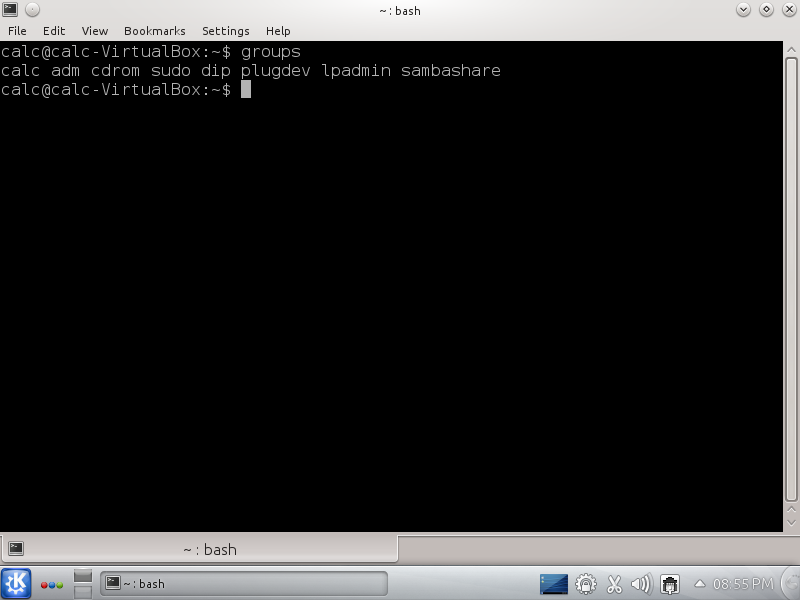 ~ : bash
File Edit View Bookmarks Settings Help
calc@calc-VirtualBox:~$ groups
calc adm cdrom sudo dip plugdev lpadmin sambashare
calc@calc-VirtualBox:~$
~ : bash
~ : bash 08:55 PM